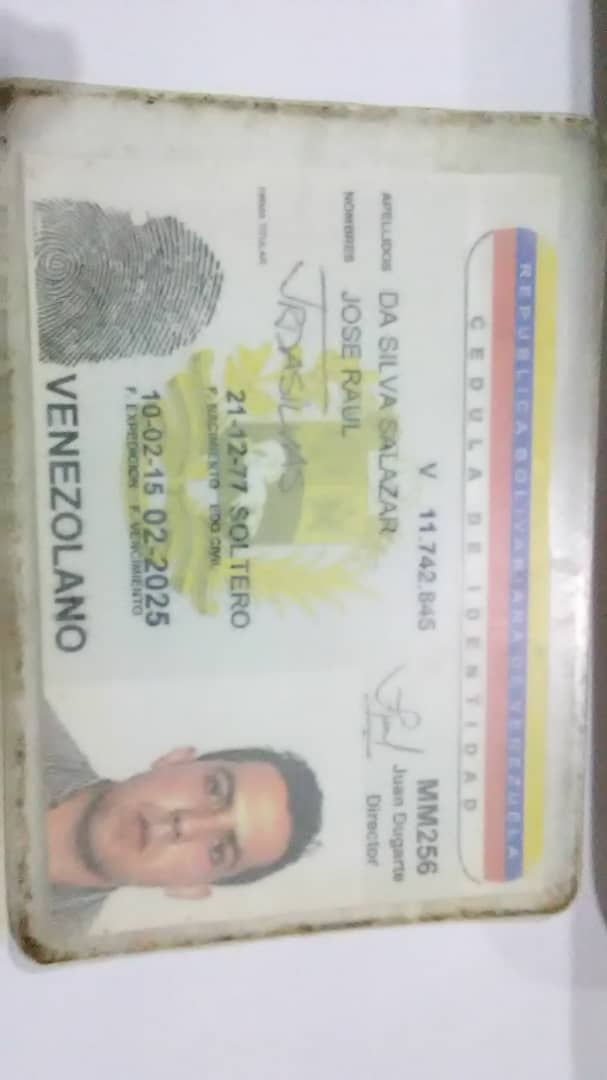 REPUBLICA BOLIVARIANA DE VENEZUELA
CEDULA DE IDENTIDAD
V 11.742.845
MM256
Juan Dugarte
Director
APELLIDOS DA SILVA SALAZAR
NOMBRES JOSE RAUL
FIRMA TITULAR
JRDASILVAS
21-12-77 SOLTERO
F. NACIMIENTO EDO CIVIL
10-02-15 02-2025
F. EXPEDICION F. VENCIMIENTO
VENEZOLANO